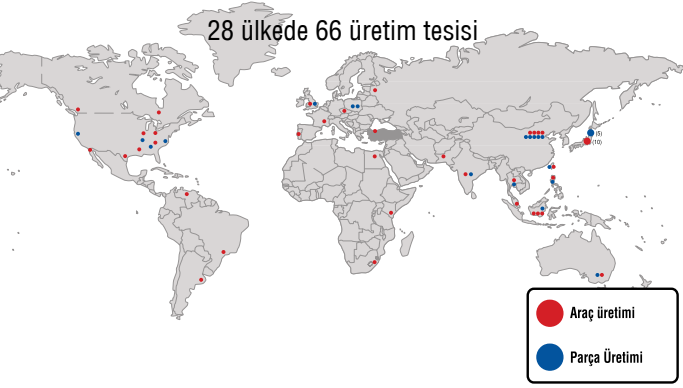 28 ülkede 66 üretim tesisi
(5)
(10)
Araç üretimi
Parça Üretimi